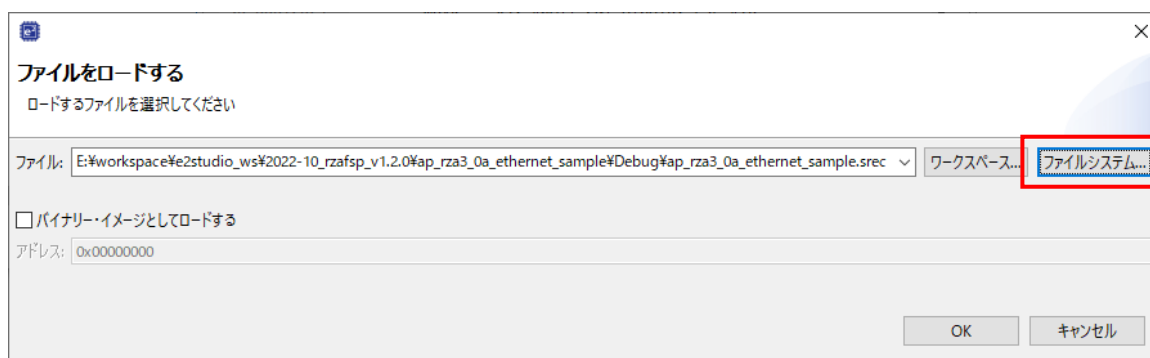 ファイルをロードする
ロードするファイルを選択してください
ファイル: E:¥workspace¥e2studio_ws¥2022-10_rzafsp_v1.2.0¥ap_rza3_0a_ethernet_sample¥Debug¥ap_rza3_0a_ethernet_sample.srec ワークスペース... ファイルシステム...
バイナリー・イメージとしてロードする
アドレス: 0x00000000
OK キャンセル